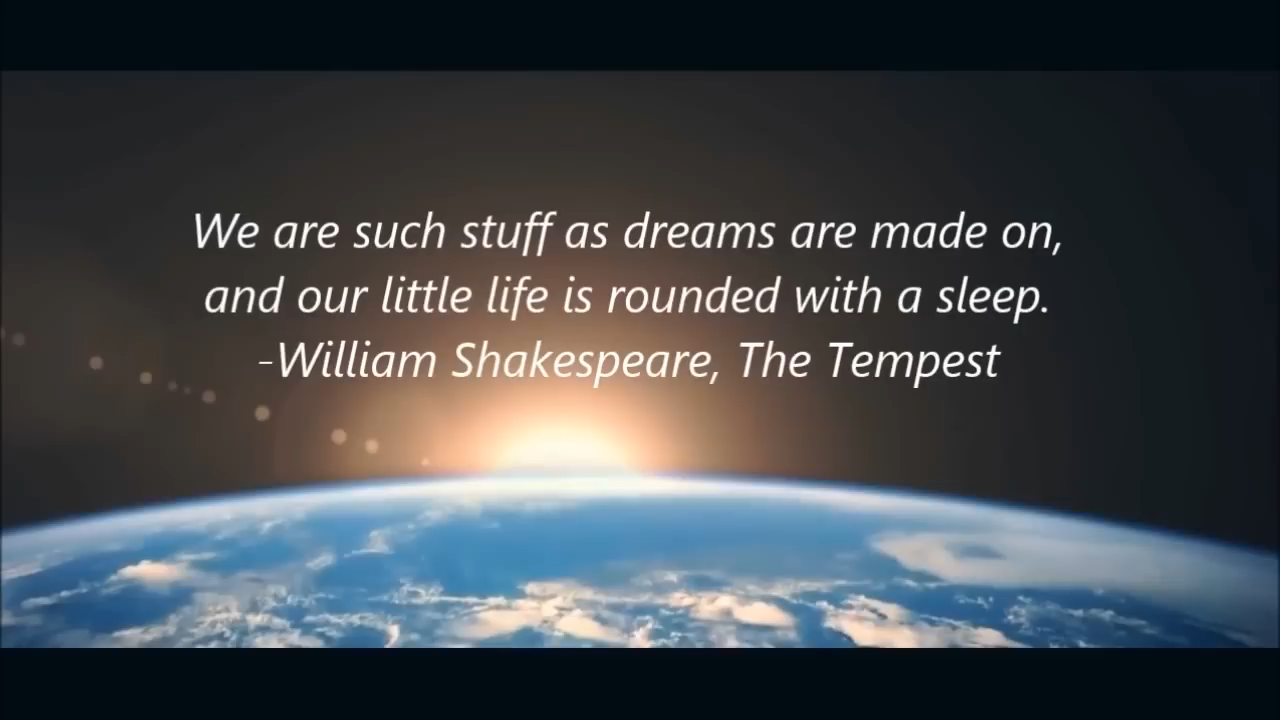 We are such stuff as dreams are made on,
and our little life is rounded with a sleep.
-William Shakespeare, The Tempest